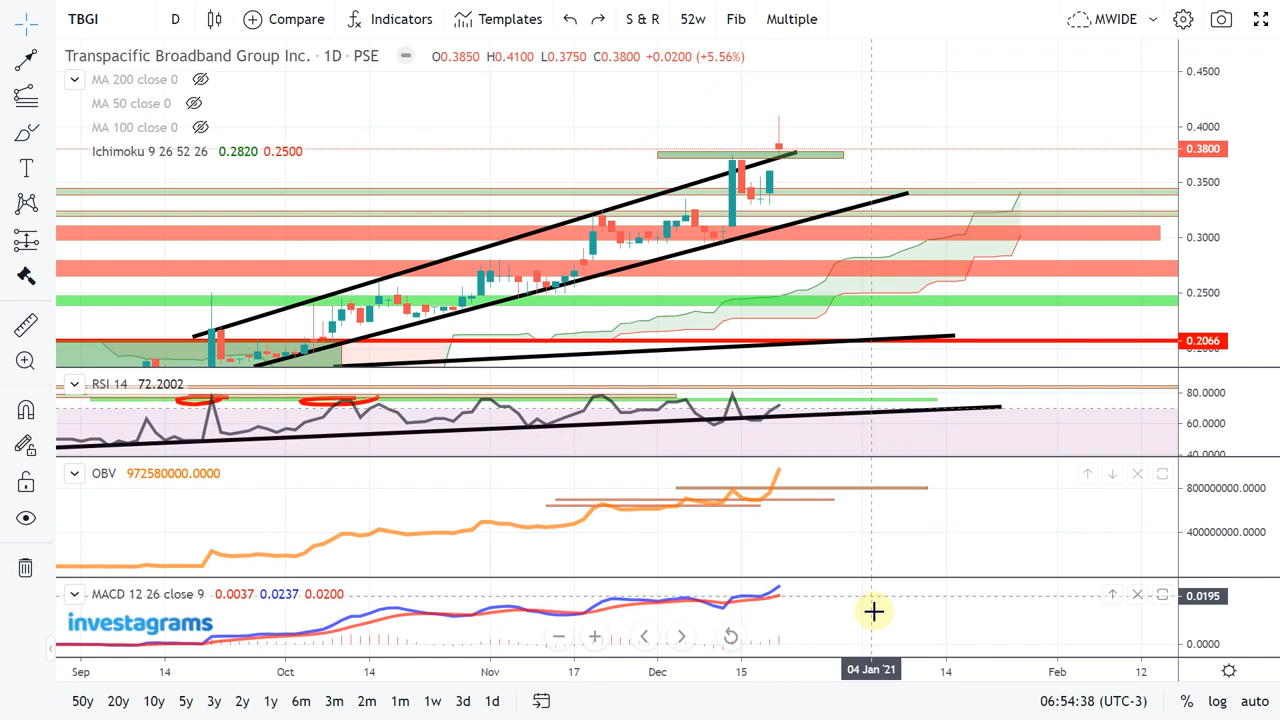 TBGI D Compare Indicators Templates S & R 52w Fib Multiple MWIDE
Transpacific Broadband Group Inc. · 1D · PSE O0.3850 H0.4100 L0.3750 C0.3800 +0.0200 (+5.56%)
MA 200 close 0
MA 50 close 0
MA 100 close 0
Ichimoku 9 26 52 26 0.2820 0.2500
0.4500
0.4000
0.3800
0.3500
0.3000
0.2500
0.2066
RSI 14 72.2002
80.0000
60.0000
40.0000
OBV 972580000.0000
800000000.0000
400000000.0000
MACD 12 26 close 9 0.0037 0.0237 0.0200
0.0195
investagrams
0.0000
Sep 14 Oct 14 Nov 17 Dec 15 04 Jan '21 14 Feb 12
50y 20y 10y 5y 3y 2y 1y 6m 3m 2m 1m 1w 3d 1d 06:54:38 (UTC-3) % log auto